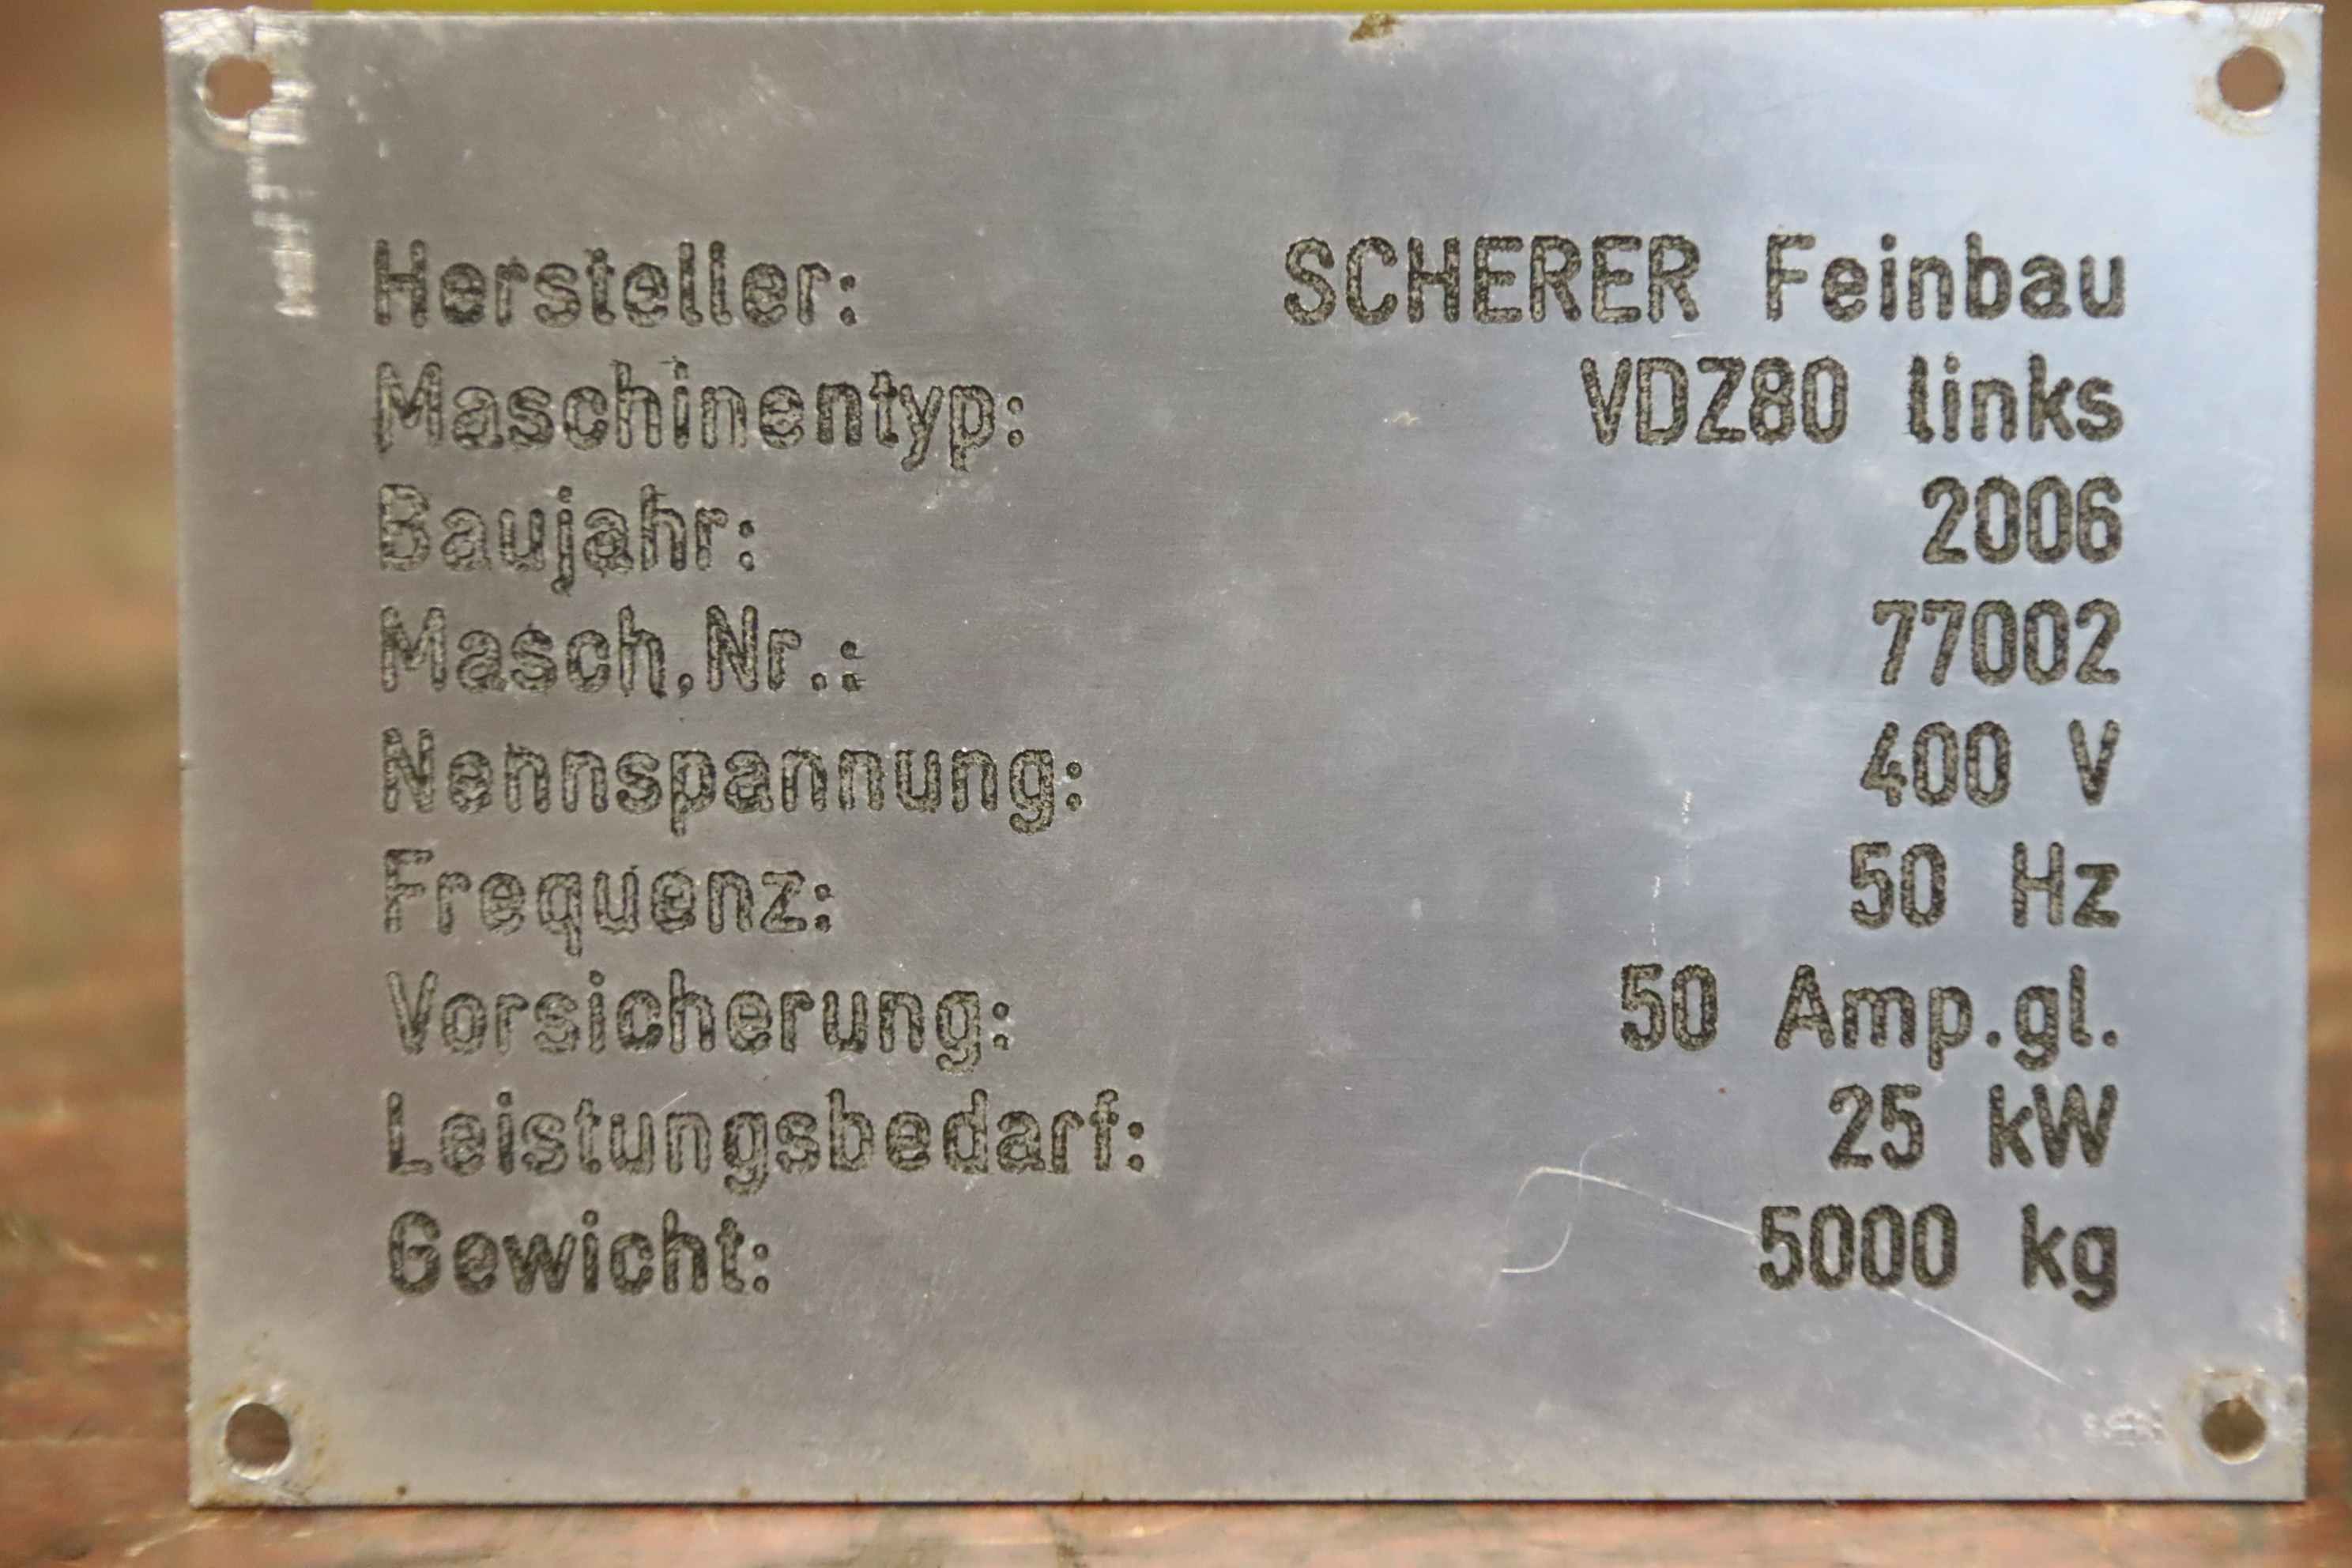 Hersteller: SCHERER Feinbau
Maschinentyp: VDZ80 links
Baujahr: 2006
Masch.Nr.: 77002
Nennspannung: 400 V
Frequenz: 50 Hz
Vorsicherung: 50 Amp.gl.
Leistungsbedarf: 25 kW
Gewicht: 5000 kg